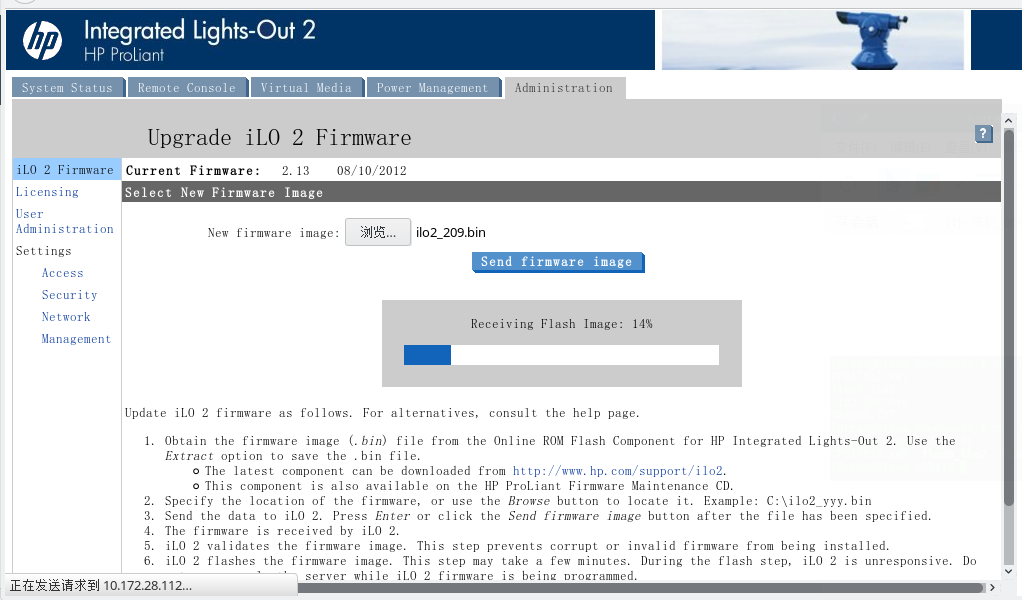 hp
Integrated Lights-Out 2
HP ProLiant
System Status
Remote Console
Virtual Media
Power Management
Administration
Upgrade iLO 2 Firmware
?
iLO 2 Firmware
Licensing
User
Administration
Settings
Access
Security
Network
Management
Current Firmware: 2.13 08/10/2012
Select New Firmware Image
New firmware image: 浏览... ilo2_209.bin
Send firmware image
Receiving Flash Image: 14%
Update iLO 2 firmware as follows. For alternatives, consult the help page.
1. Obtain the firmware image (.bin) file from the Online ROM Flash Component for HP Integrated Lights-Out 2. Use the
Extract option to save the .bin file.
The latest component can be downloaded from http://www.hp.com/support/ilo2.
This component is also available on the HP ProLiant Firmware Maintenance CD.
2. Specify the location of the firmware, or use the Browse button to locate it. Example: C:\ilo2_yyy.bin
3. Send the data to iLO 2. Press Enter or click the Send firmware image button after the file has been specified.
4. The firmware is received by iLO 2.
5. iLO 2 validates the firmware image. This step prevents corrupt or invalid firmware from being installed.
6. iLO 2 flashes the firmware image. This step may take a few minutes. During the flash step, iLO 2 is unresponsive. Do
server while iLO 2 firmware is being programmed.
正在发送请求到 10.172.28.112...